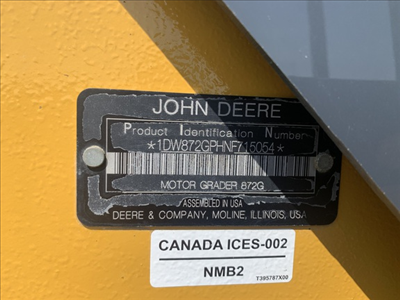 JOHN DEERE
Product Identification Number
*1DW872GPHNF715054*
MOTOR GRADER 872G
ASSEMBLED IN USA
DEERE & COMPANY, MOLINE, ILLINOIS, USA
CANADA ICES-002
NMB2
T395787X00